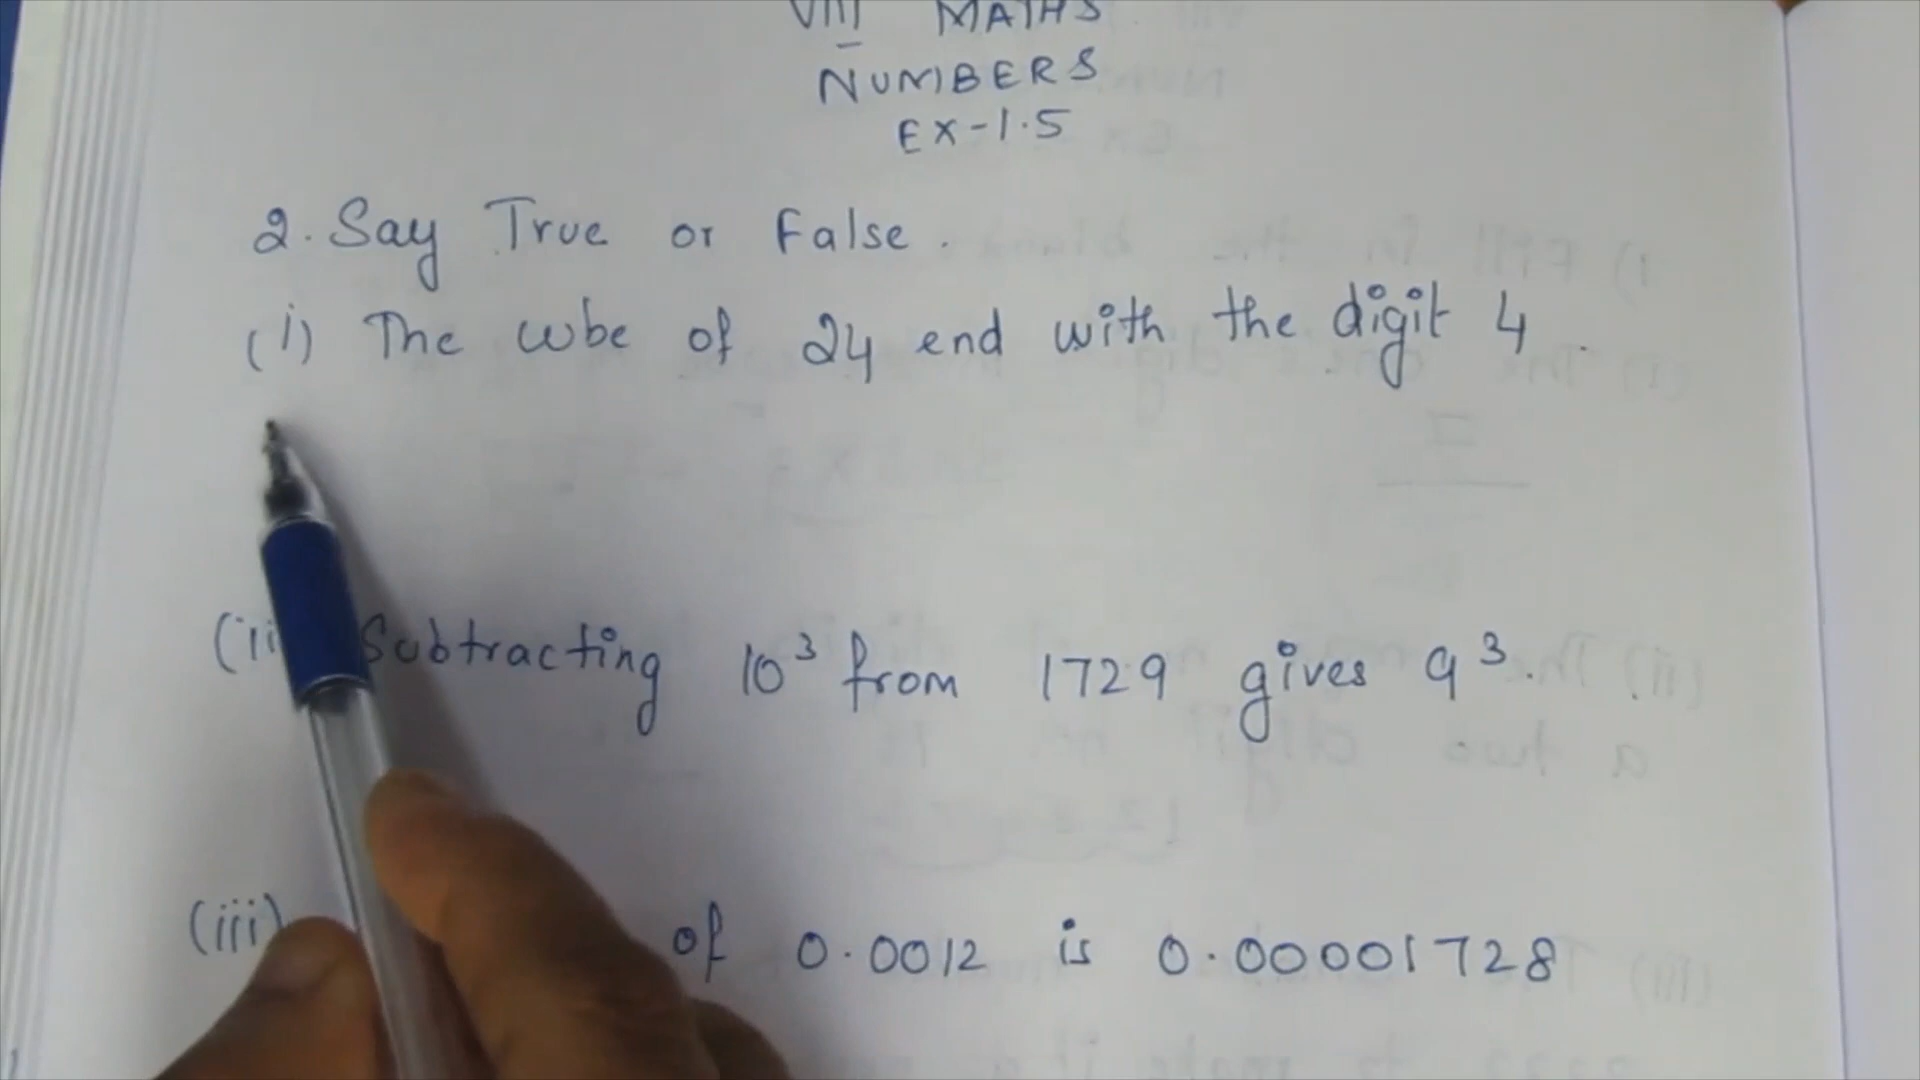 VIII MATHS
NUMBERS
EX-1.5
2. Say True or False.
(i) The cube of 24 end with the digit 4.
(ii Subtracting 10³ from 1729 gives 9³.
(iii) of 0.0012 is 0.00001728